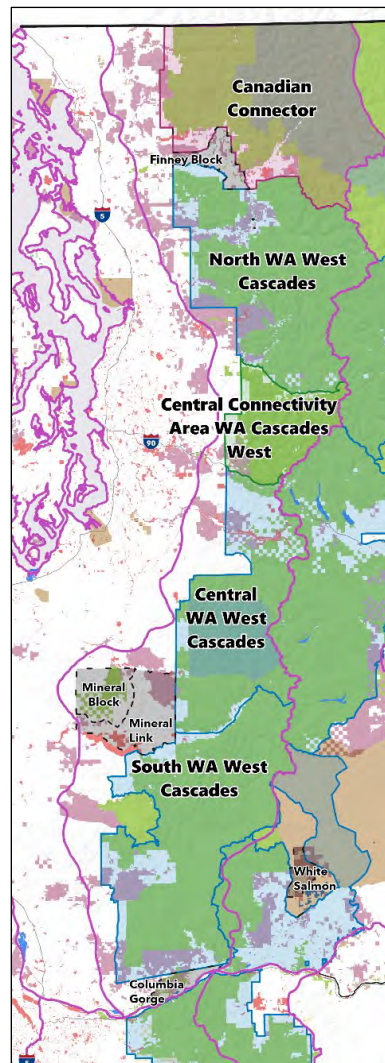 Canadian
Connector
Finney Block
5
North WA West
Cascades
Central Connectivity
Area WA Cascades
West
90
Central
WA West
Cascades
Mineral
Block
Mineral
Link
South WA West
Cascades
White
Salmon
Columbia
Gorge